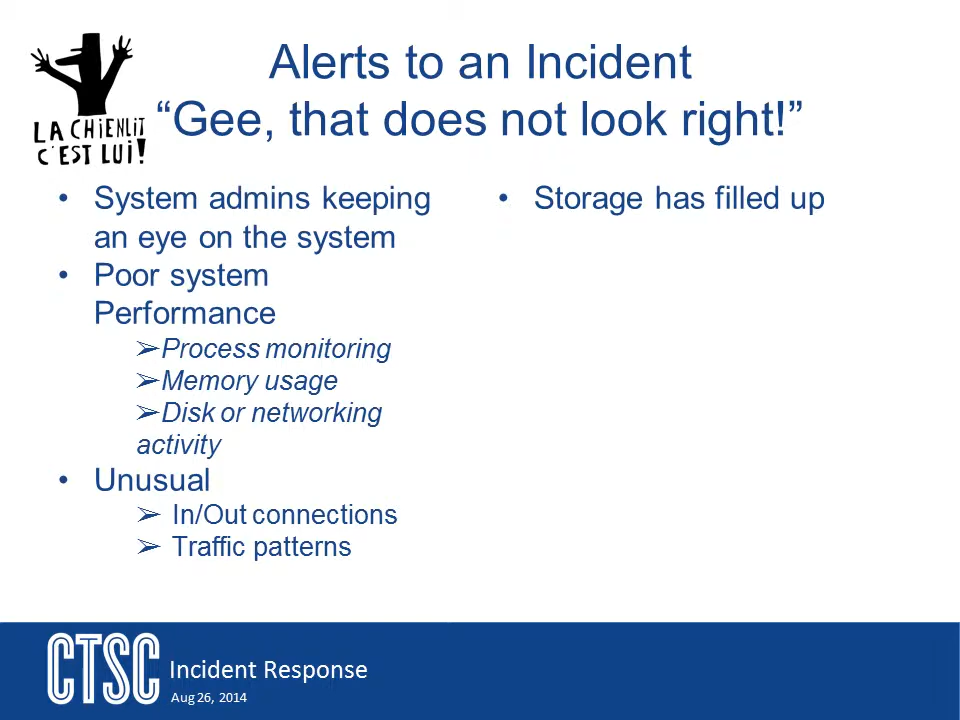 Alerts to an Incident
“Gee, that does not look right!”
LA CHIENLIT
C'EST LUI!
• System admins keeping
an eye on the system
• Poor system
Performance
➢Process monitoring
➢Memory usage
➢Disk or networking
activity
• Unusual
➢ In/Out connections
➢ Traffic patterns
• Storage has filled up
CTSC
Incident Response
Aug 26, 2014